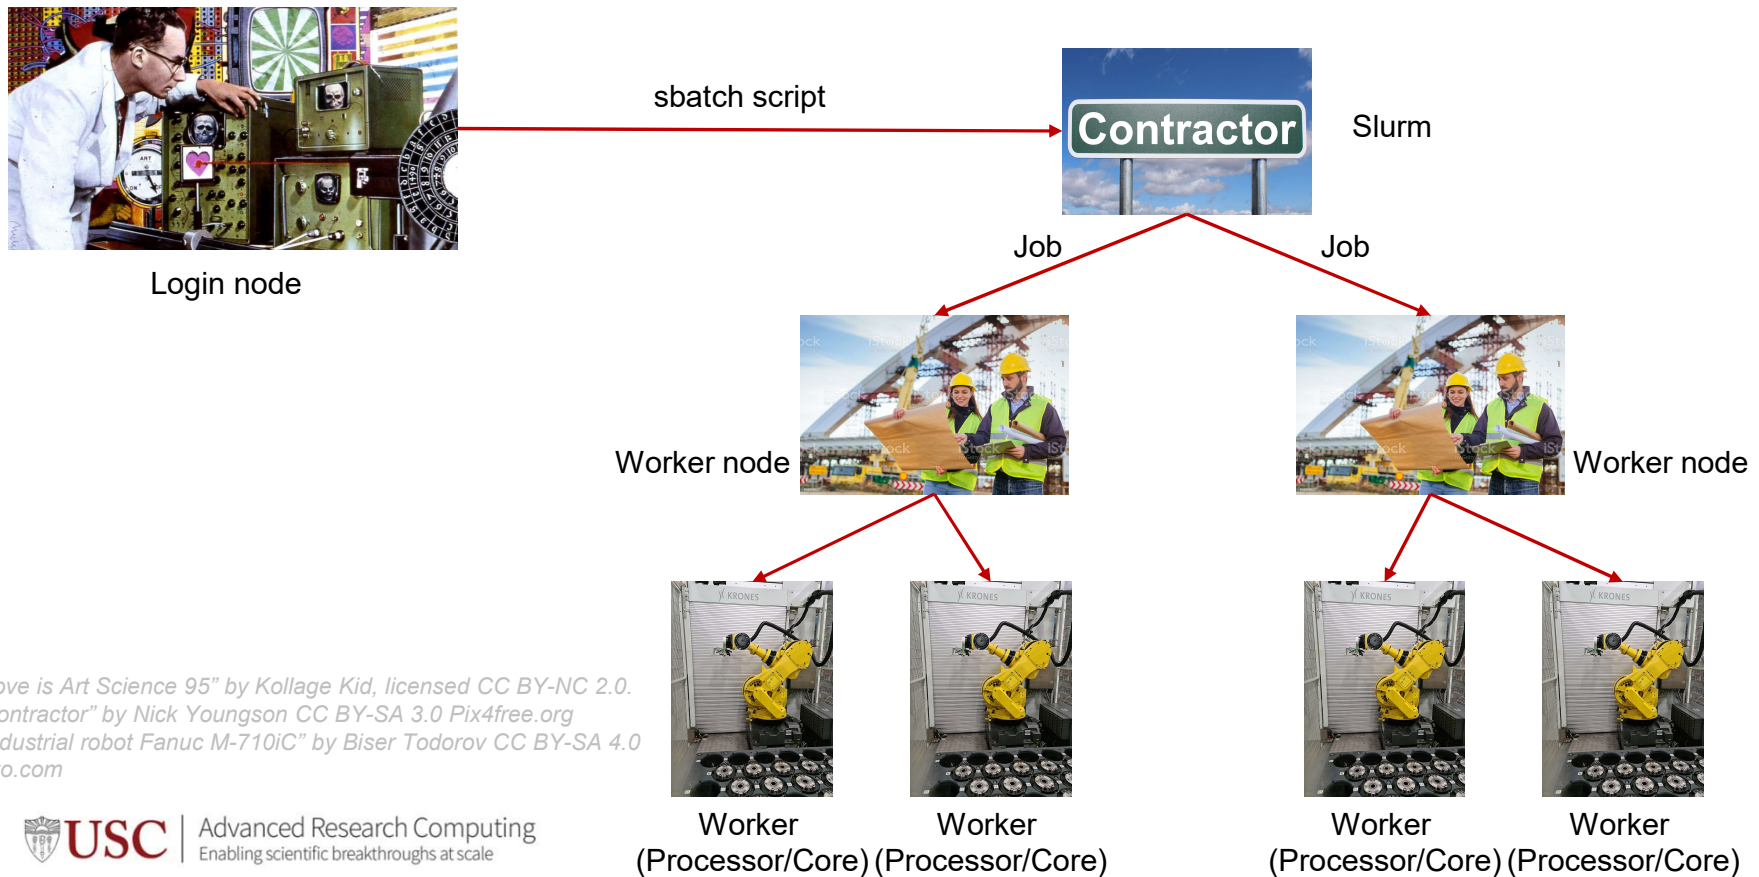 sbatch script
Contractor
Slurm
Login node
Job
Job
Worker node
Worker node
iStock
iStock
KRONES
KRONES
KRONES
KRONES
ove is Art Science 95” by Kollage Kid, licensed CC BY-NC 2.0.
ontractor” by Nick Youngson CC BY-SA 3.0 Pix4free.org
dustrial robot Fanuc M-710iC” by Biser Todorov CC BY-SA 4.0
to.com
USC
Advanced Research Computing
Enabling scientific breakthroughs at scale
Worker
(Processor/Core)
Worker
(Processor/Core)
Worker
(Processor/Core)
Worker
(Processor/Core)